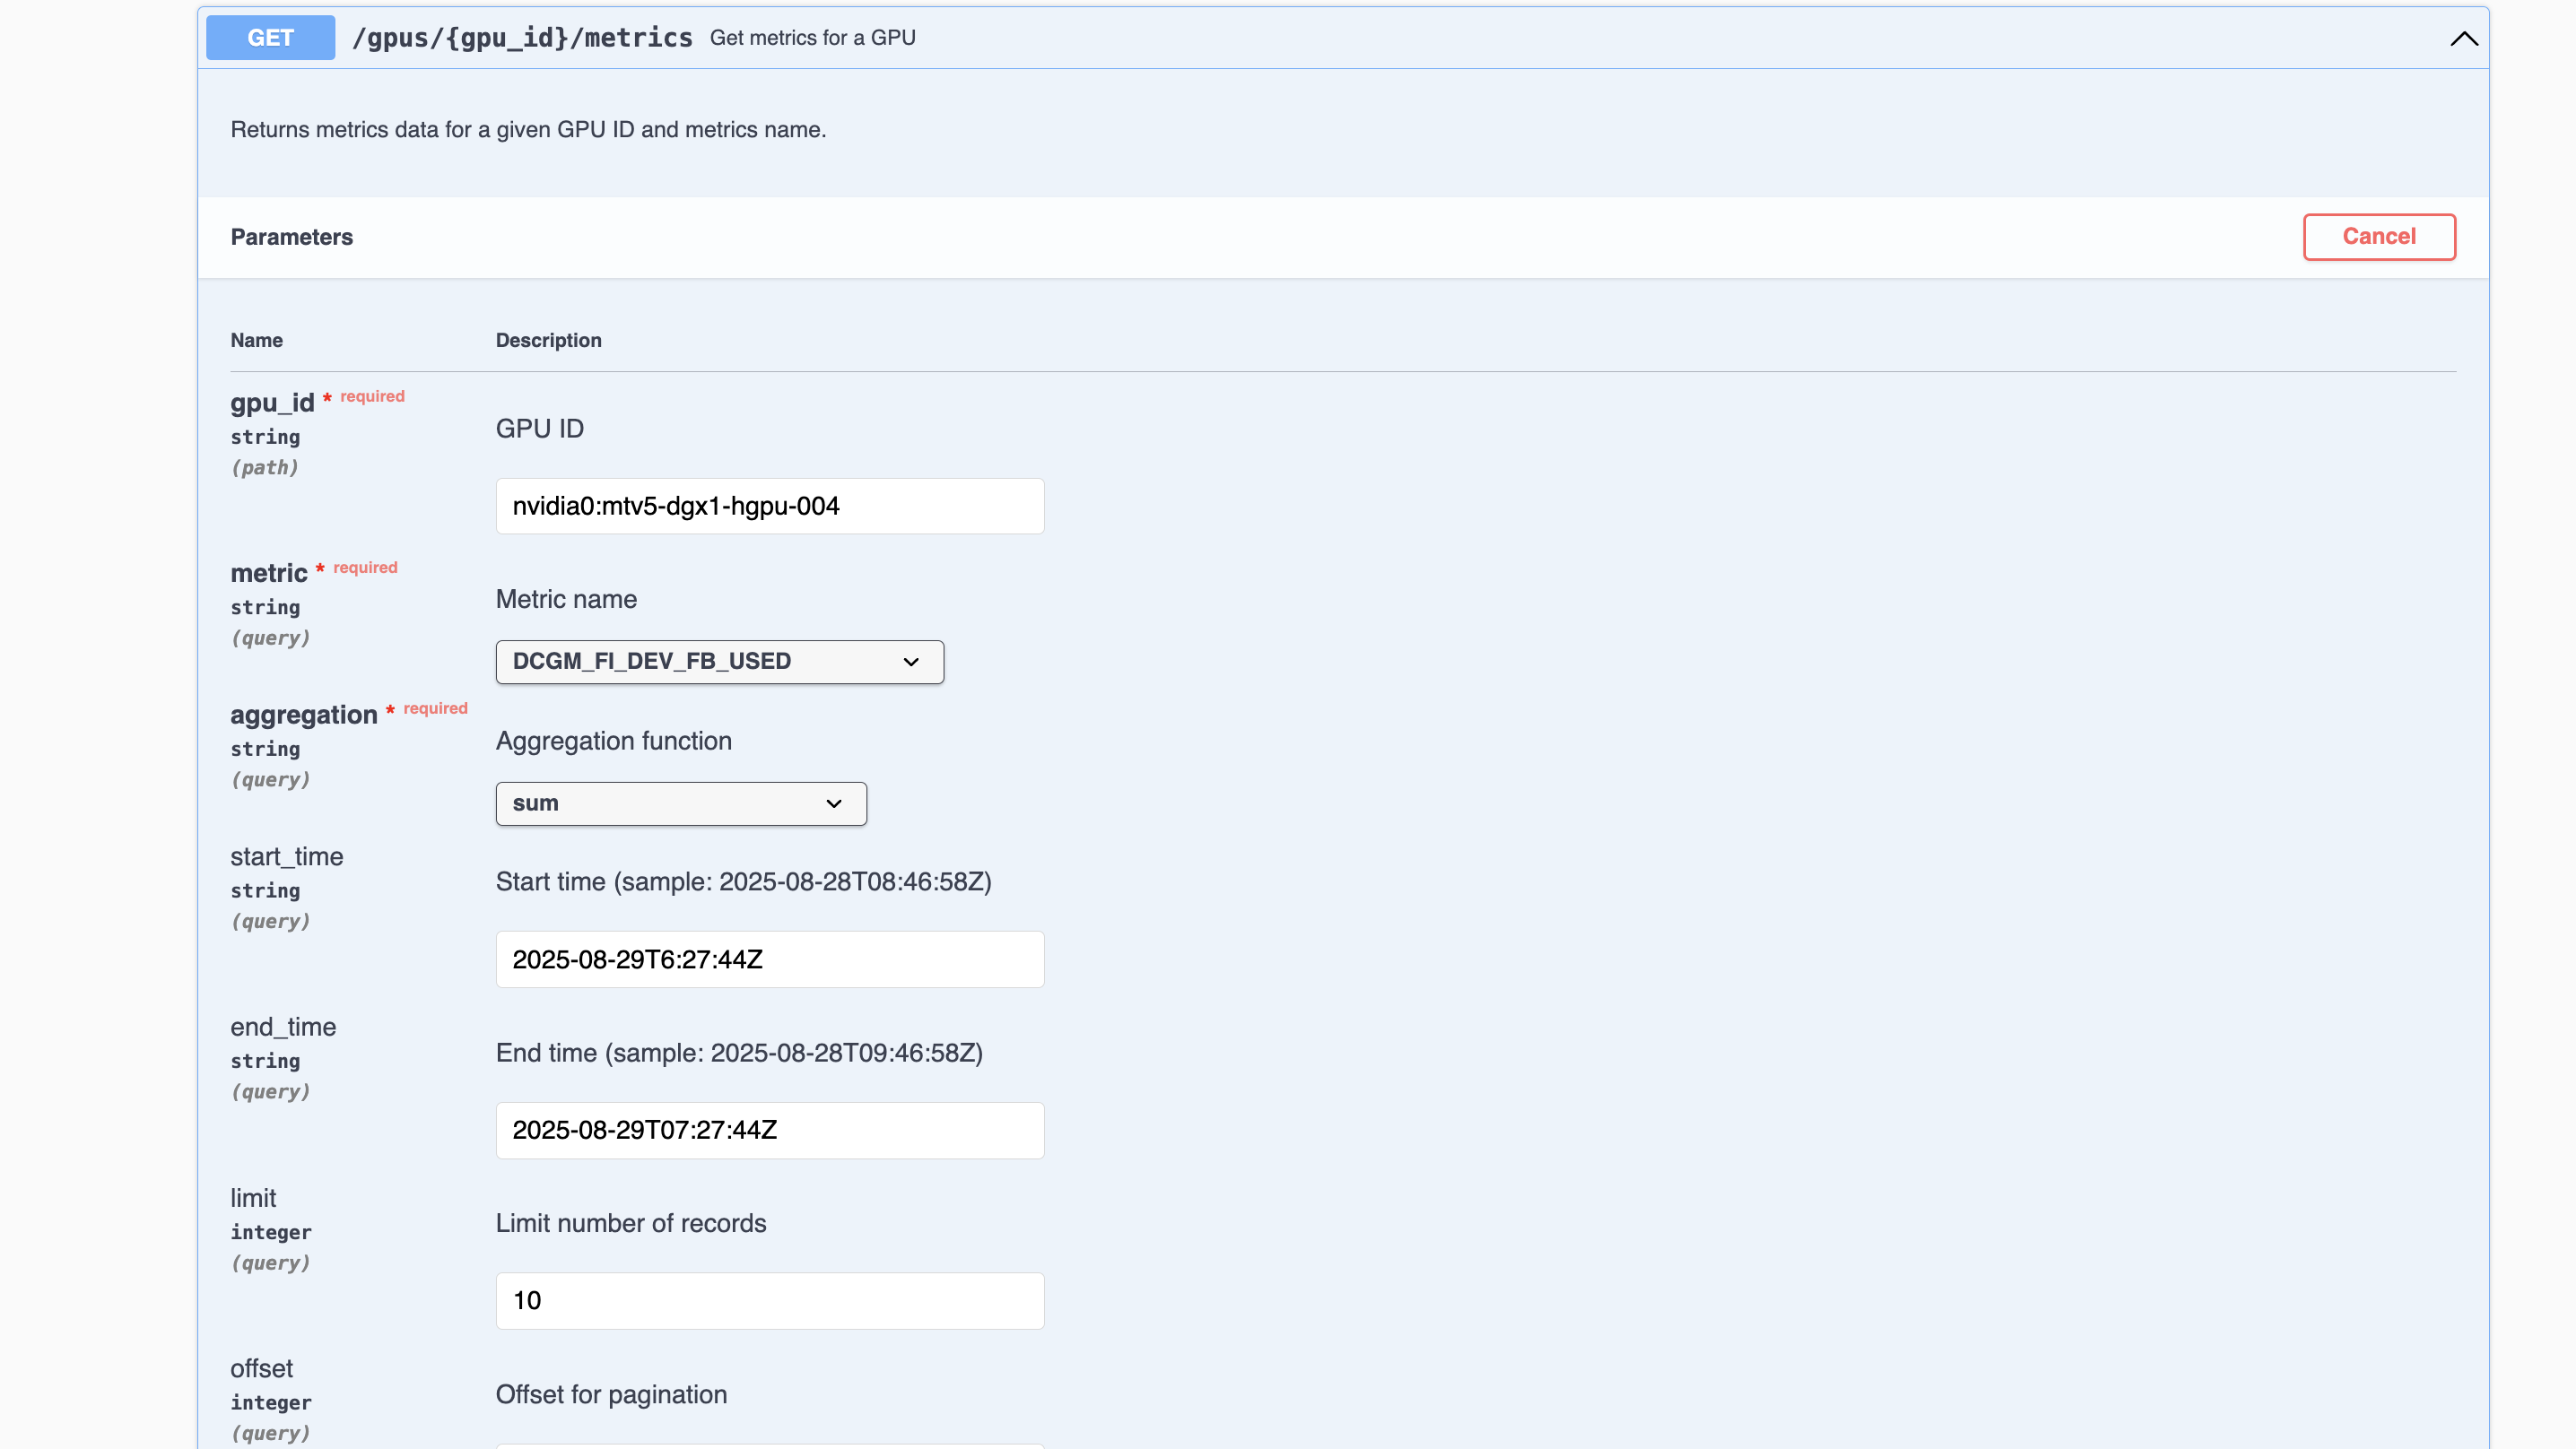 GET /gpus/{gpu_id}/metrics Get metrics for a GPU
Returns metrics data for a given GPU ID and metrics name.
Parameters
Cancel
Name Description
gpu_id * required
string
(path)
GPU ID
nvidia0:mtv5-dgx1-hgpu-004
metric * required
string
(query)
Metric name
DCGM_FI_DEV_FB_USED
aggregation * required
string
(query)
Aggregation function
sum
start_time
string
(query)
Start time (sample: 2025-08-28T08:46:58Z)
2025-08-29T6:27:44Z
end_time
string
(query)
End time (sample: 2025-08-28T09:46:58Z)
2025-08-29T07:27:44Z
limit
integer
(query)
Limit number of records
10
offset
integer
(query)
Offset for pagination